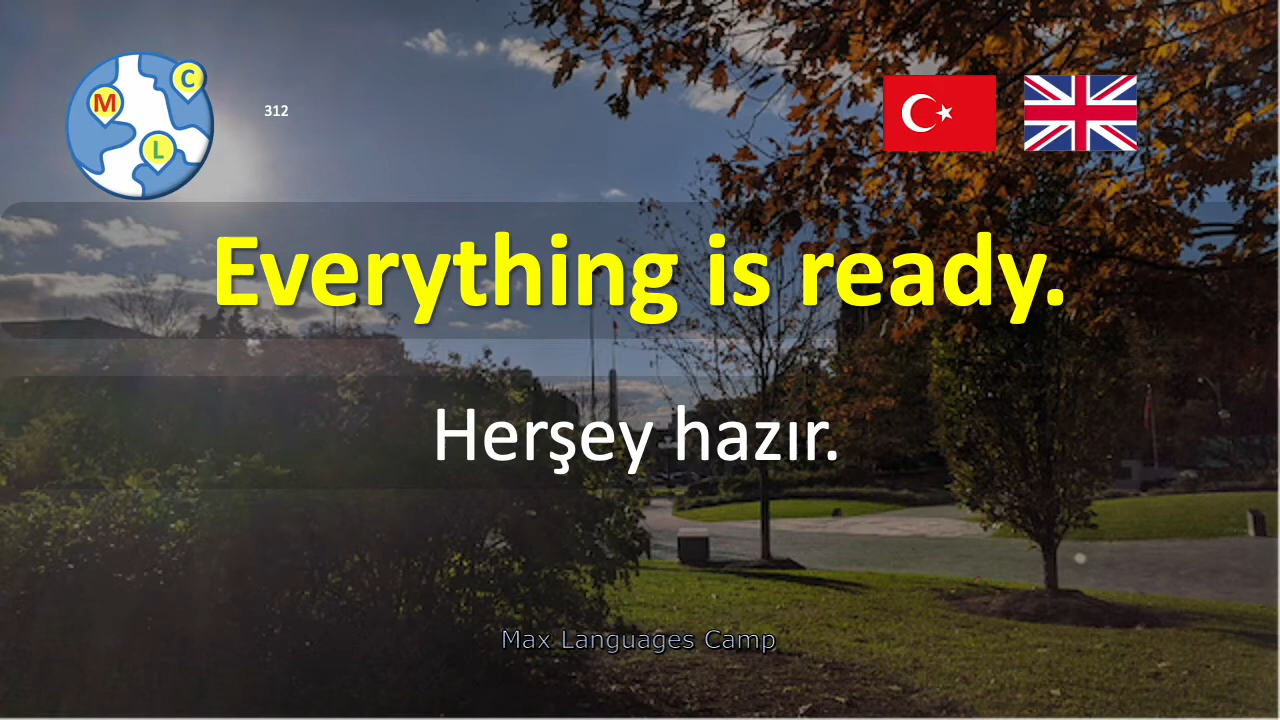 C
M
L
312
Everything is ready.
Herşey hazır.
Max Languages Camp